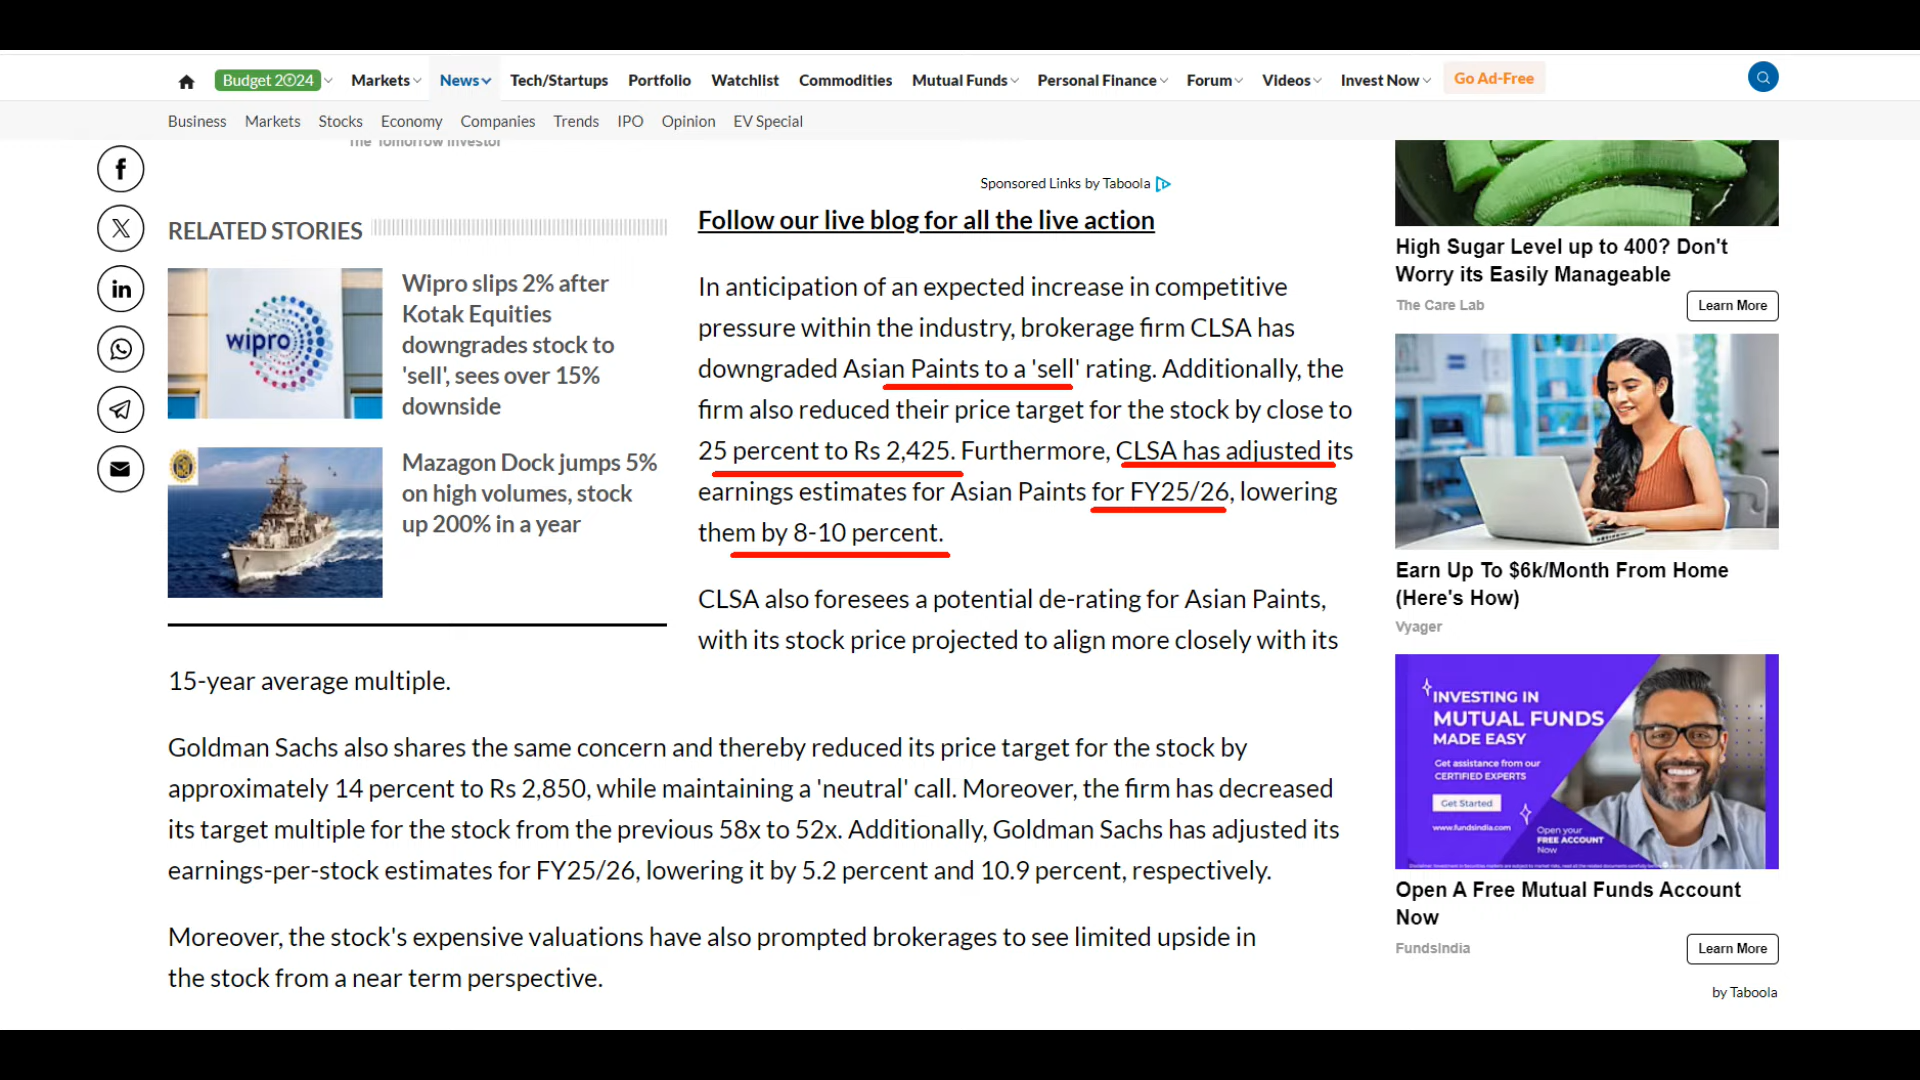 Budget 2024 Markets News Tech/Startups Portfolio Watchlist Commodities Mutual Funds Personal Finance Forum Videos Invest Now Go Ad-Free
Business Markets Stocks Economy Companies Trends IPO Opinion EV Special
The Tomorrow Investor
Sponsored Links by Taboola
RELATED STORIES
wipro
Wipro slips 2% after
Kotak Equities
downgrades stock to
'sell', sees over 15%
downside
Mazagon Dock jumps 5%
on high volumes, stock
up 200% in a year
Follow our live blog for all the live action
In anticipation of an expected increase in competitive
pressure within the industry, brokerage firm CLSA has
downgraded Asian Paints to a 'sell' rating. Additionally, the
firm also reduced their price target for the stock by close to
25 percent to Rs 2,425. Furthermore, CLSA has adjusted its
earnings estimates for Asian Paints for FY25/26, lowering
them by 8-10 percent.
CLSA also foresees a potential de-rating for Asian Paints,
with its stock price projected to align more closely with its
15-year average multiple.
Goldman Sachs also shares the same concern and thereby reduced its price target for the stock by
approximately 14 percent to Rs 2,850, while maintaining a 'neutral' call. Moreover, the firm has decreased
its target multiple for the stock from the previous 58x to 52x. Additionally, Goldman Sachs has adjusted its
earnings-per-stock estimates for FY25/26, lowering it by 5.2 percent and 10.9 percent, respectively.
Moreover, the stock's expensive valuations have also prompted brokerages to see limited upside in
the stock from a near term perspective.
High Sugar Level up to 400? Don't
Worry its Easily Manageable
The Care Lab
Learn More
Earn Up To $6k/Month From Home
(Here's How)
Vyager
INVESTING IN
MUTUAL FUNDS
MADE EASY
Get assistance from our
CERTIFIED EXPERTS
Get Started
www.fundsindia.com
Open your
FREE ACCOUNT
Now
Open A Free Mutual Funds Account
Now
FundsIndia
Learn More
by Taboola